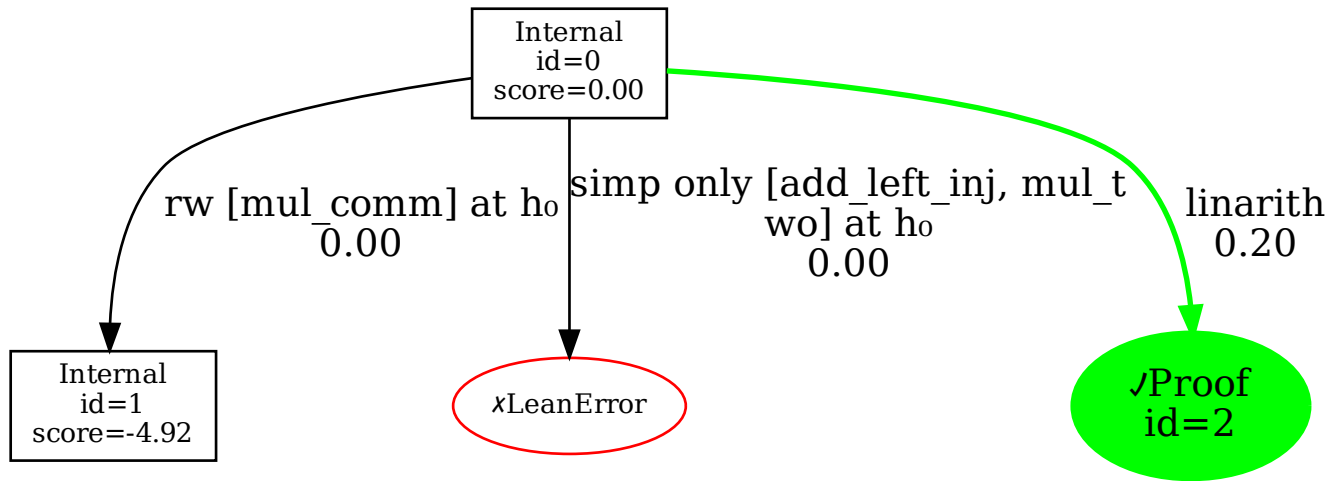 Internal
id=0
score=0.00
rw [mul_comm] at h₀
0.00
simp only [add_left_inj, mul_t
wo] at h₀
0.00
linarith
0.20
Internal
id=1
score=-4.92
✗LeanError
✓Proof
id=2